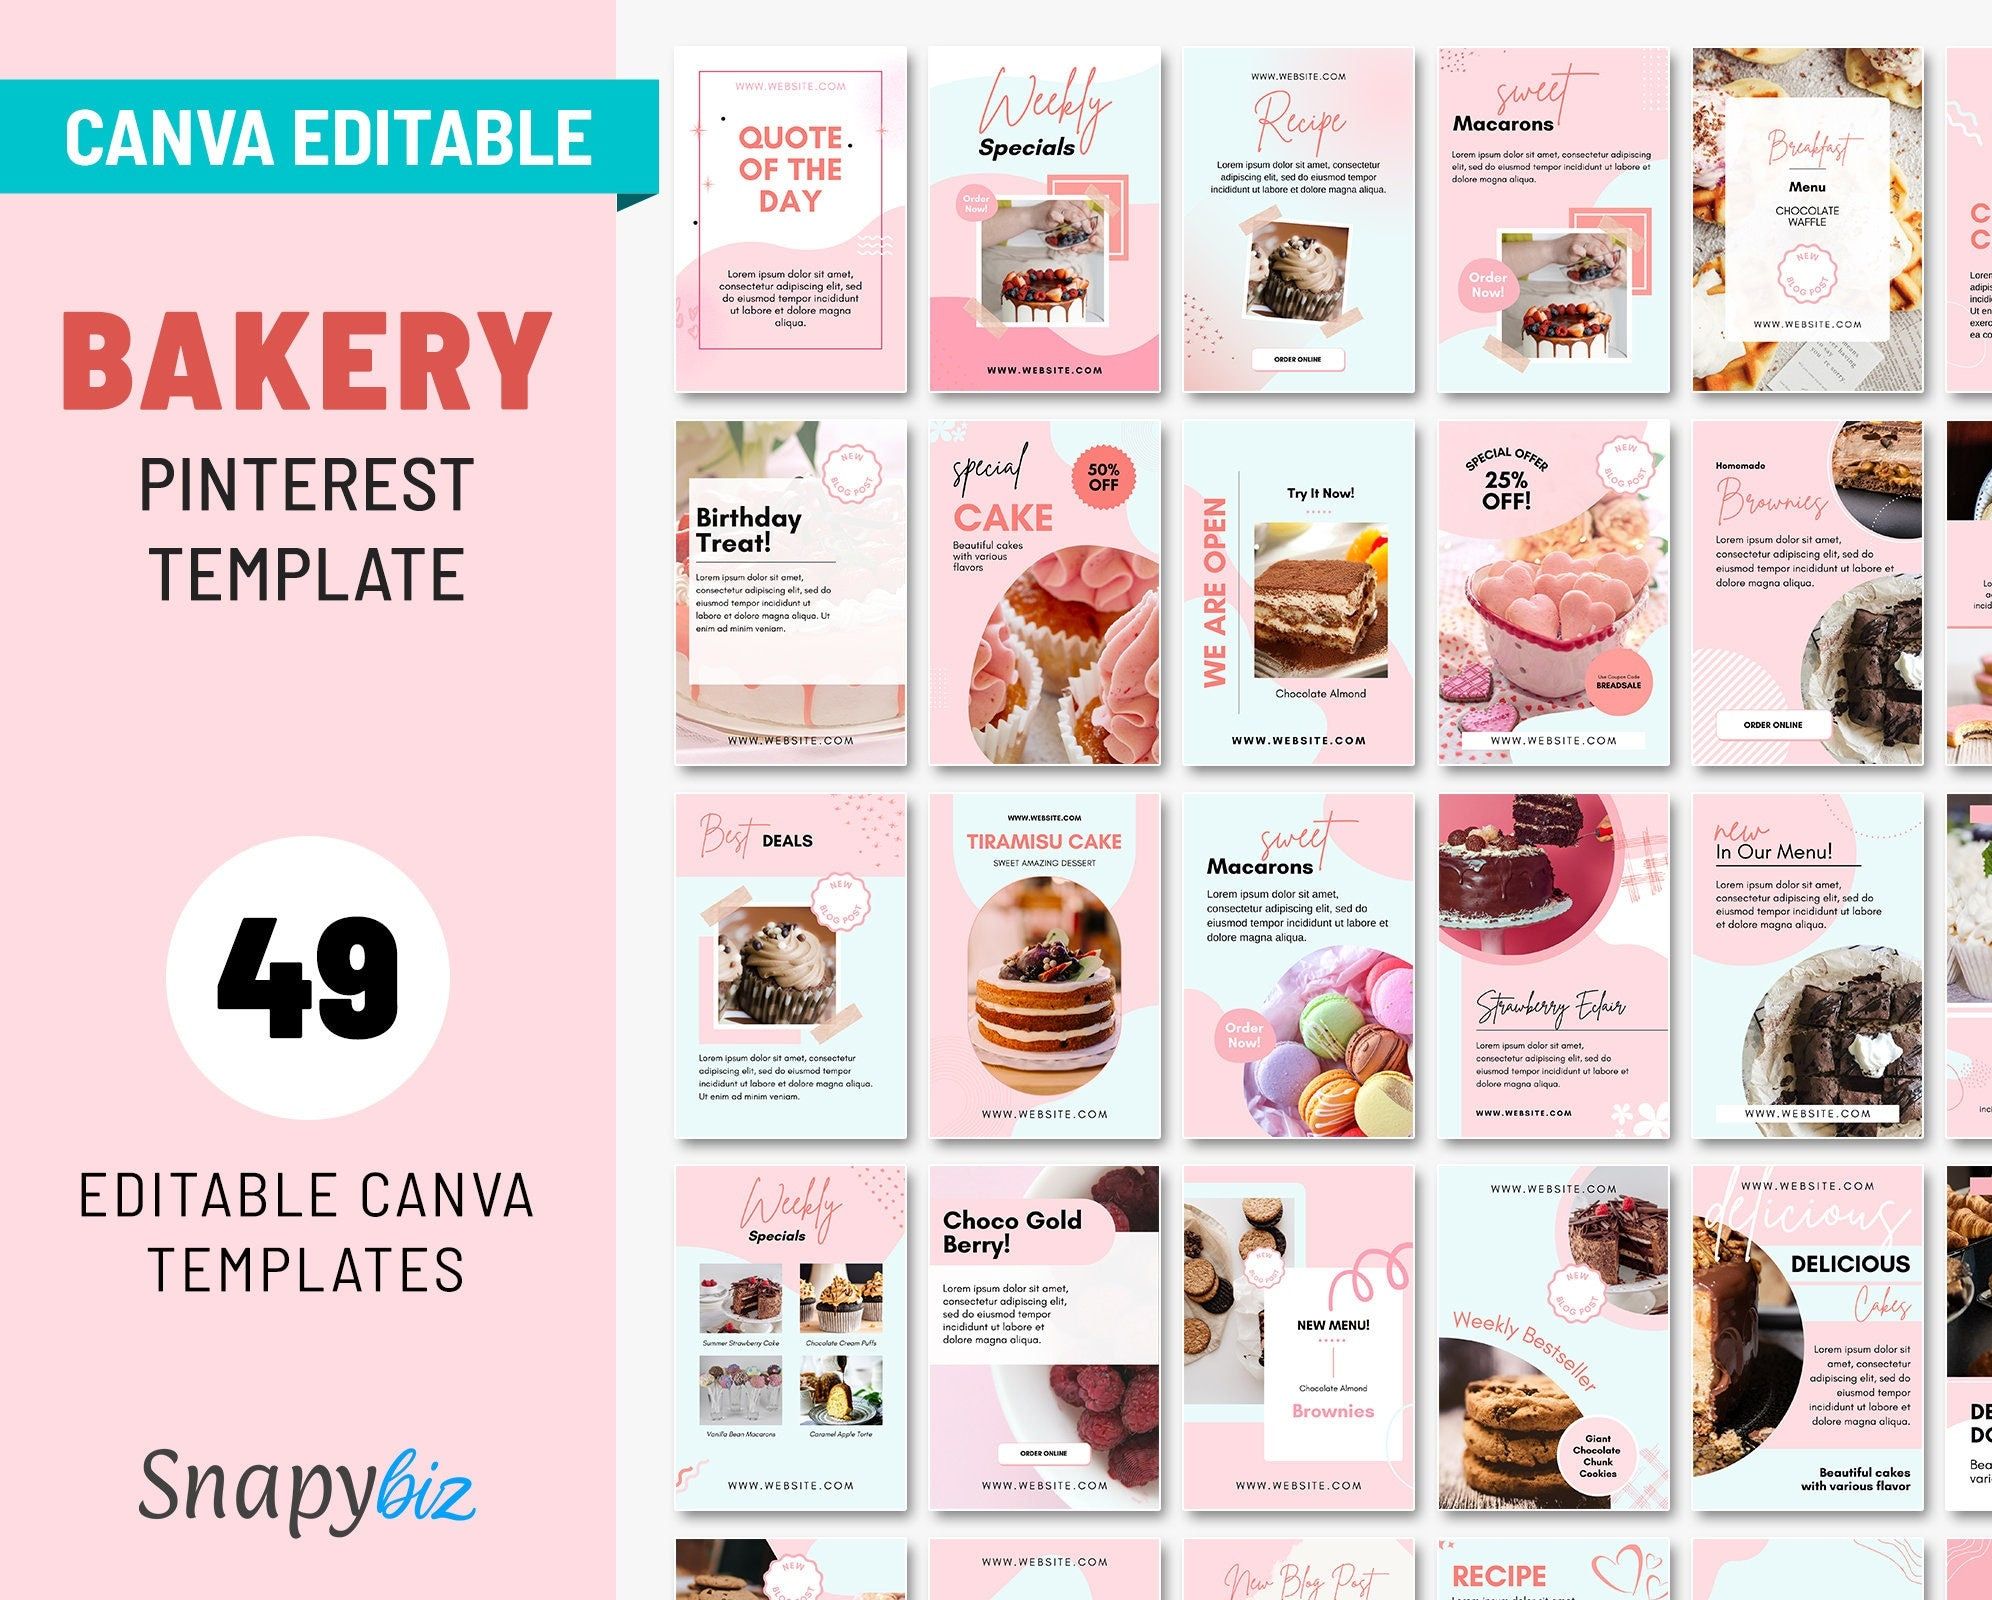 CANVA EDITABLE
BAKERY
PINTEREST
TEMPLATE
49
EDITABLE CANVA
TEMPLATES
Snapybiz
WWW.WEBSITE.COM
QUOTE
OF THE
DAY
Lorem ipsum dolor sit amet,
consectetur adipiscing elit, sed
do eiusmod tempor incididunt
ut labore et dolore magna
aliqua.
Weekly
Specials
Order
Now!
WWW.WEBSITE.COM
WWW.WEBSITE.COM
Recipe
Lorem ipsum dolor sit amet, consectetur
adipiscing elit, sed do eiusmod tempor
incididunt ut labore et dolore magna aliqua.
ORDER ONLINE
sweet
Macarons
Lorem ipsum dolor sit amet, consectetur adipiscing
elit, sed do eiusmod tempor incididunt ut labore et
dolore magna aliqua.
Order
Now!
Breakfast
Menu
CHOCOLATE
WAFFLE
NEW
BLOG POST
WWW.WEBSITE.COM
NEW
BLOG POST
Birthday
Treat!
Lorem ipsum dolor sit amet,
consectetur adipiscing elit, sed do
eiusmod tempor incididunt ut
labore et dolore magna aliqua. Ut
enim ad minim veniam.
WWW.WEBSITE.COM
special
50%
OFF
CAKE
Beautiful cakes
with various
flavors
WE ARE OPEN
Try It Now!
Chocolate Almond
WWW.WEBSITE.COM
SPECIAL OFFER
25%
OFF!
NEW
BLOG POST
Use Coupon Code
BREADSALE
WWW.WEBSITE.COM
Homomade
Brownies
Lorem ipsum dolor sit amet,
consectetur adipiscing elit, sed do
eiusmod tempor incididunt ut labore et
dolore magna aliqua.
ORDER ONLINE
Best DEALS
NEW
BLOG POST
Lorem ipsum dolor sit amet, consectetur
adipiscing elit, sed do eiusmod tempor
incididunt ut labore et dolore magna aliqua.
Ut enim ad minim veniam.
WWW.WEBSITE.COM
TIRAMISU CAKE
SWEET AMAZING DESSERT
WWW.WEBSITE.COM
sweet
Macarons
Lorem ipsum dolor sit amet,
consectetur adipiscing elit, sed do
eiusmod tempor incididunt ut labore et
dolore magna aliqua.
Order
Now!
Strawberry Eclair
Lorem ipsum dolor sit amet,
consectetur adipiscing elit, sed do
eiusmod tempor incididunt ut labore et
dolore magna aliqua.
WWW.WEBSITE.COM
new
In Our Menu!
Lorem ipsum dolor sit amet,
consectetur adipiscing elit, sed do
eiusmod tempor incididunt ut labore
et dolore magna aliqua.
WWW.WEBSITE.COM
Weekly
Specials
Summer Strawberry Cake
Chocolate Cream Puffs
Vanilla Bean Macarons
Caramel Apple Torte
WWW.WEBSITE.COM
Choco Gold
Berry!
Lorem ipsum dolor sit amet,
consectetur adipiscing elit,
sed do eiusmod tempor
incididunt ut labore et
dolore magna aliqua.
ORDER ONLINE
WWW.WEBSITE.COM
NEW
BLOG POST
NEW MENU!
Chocolate Almond
Brownies
WWW.WEBSITE.COM
WWW.WEBSITE.COM
NEW
BLOG POST
Weekly Bestseller
Giant
Chocolate
Chunk
Cookies
WWW.WEBSITE.COM
delicious
DELICIOUS
Cakes
Lorem ipsum dolor sit
amet, consectetur
adipiscing elit, sed do
eiusmod tempor
incididunt ut labore et
dolore magna aliqua.
Beautiful cakes
with various flavor
NEW
WWW.WEBSITE.COM
New Blog Post
RECIPE